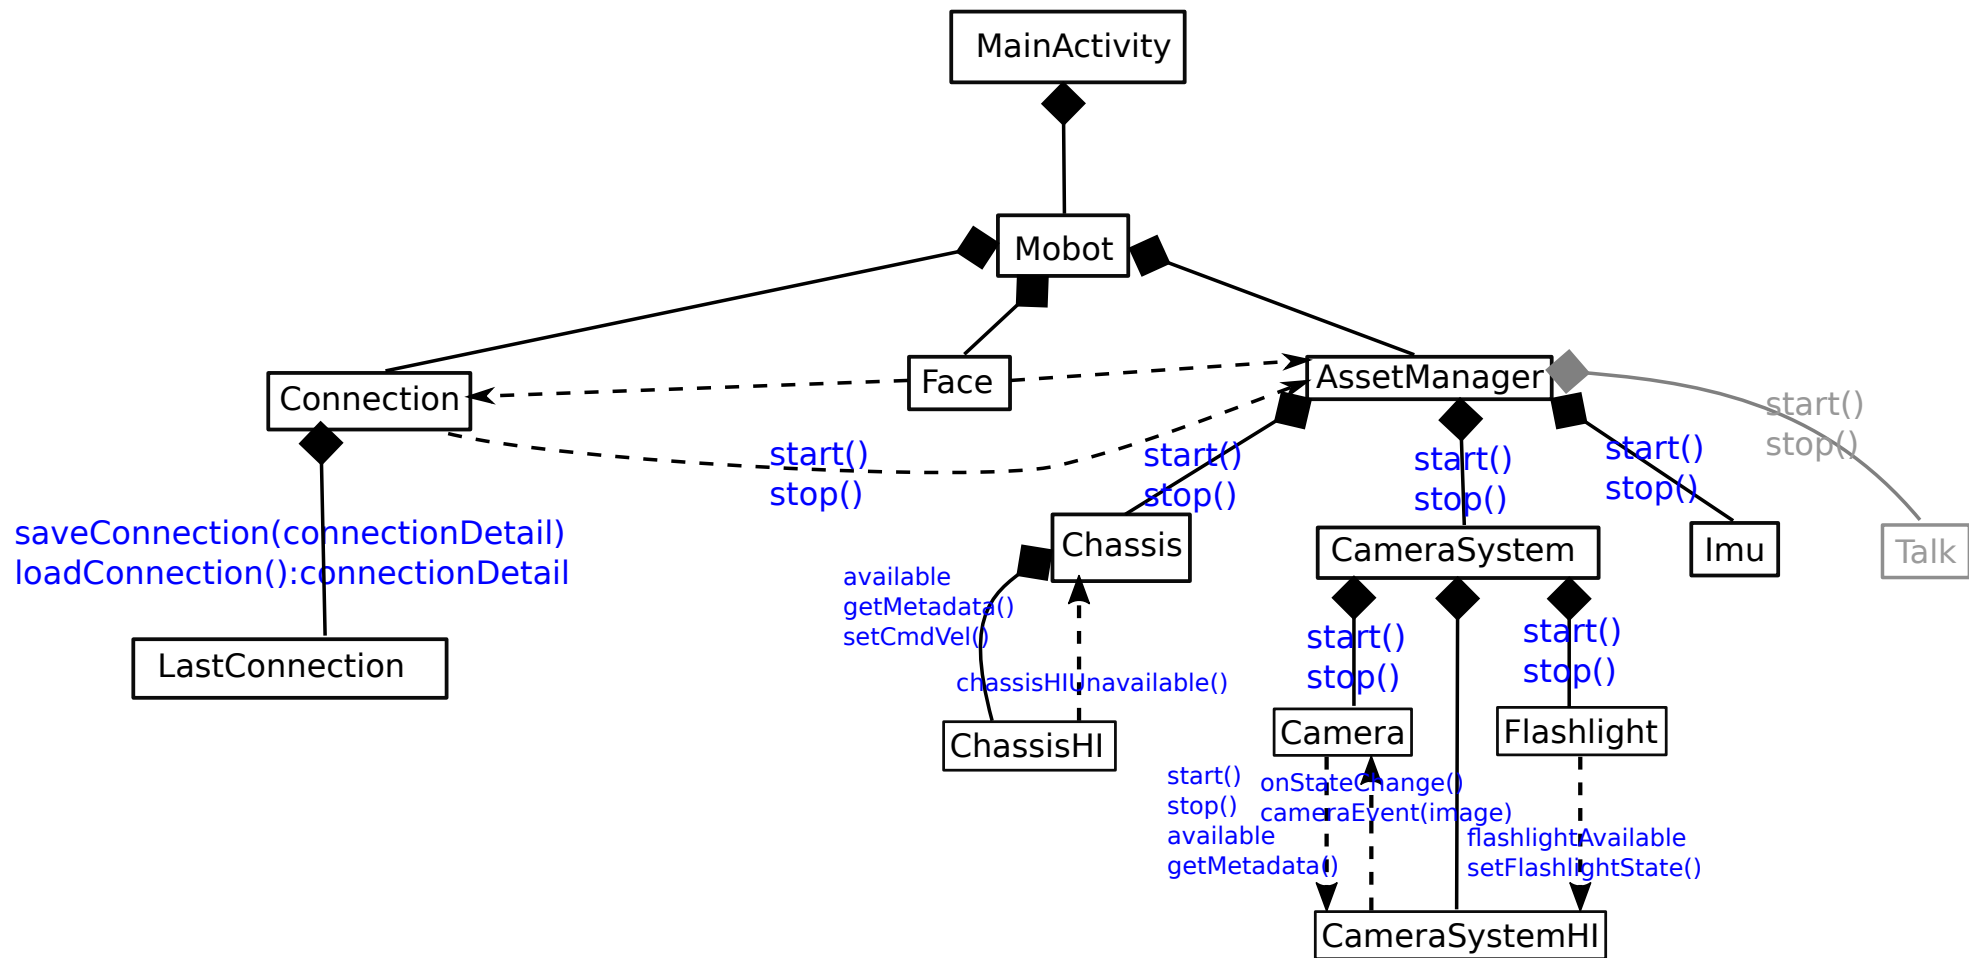 MainActivity
Mobot
Connection
Face
AssetManager
start()
stop()
start()
stop()
start()
stop()
start()
stop()
start()
stop()
saveConnection(connectionDetail)
loadConnection():connectionDetail
Chassis
CameraSystem
Imu
Talk
available
getMetadata()
setCmdVel()
LastConnection
chassisHIUnavailable()
start()
stop()
start()
stop()
ChassisHI
Camera
Flashlight
start()
stop()
available
getMetadata()
onStateChange()
cameraEvent(image)
flashlightAvailable
setFlashlightState()
CameraSystemHI